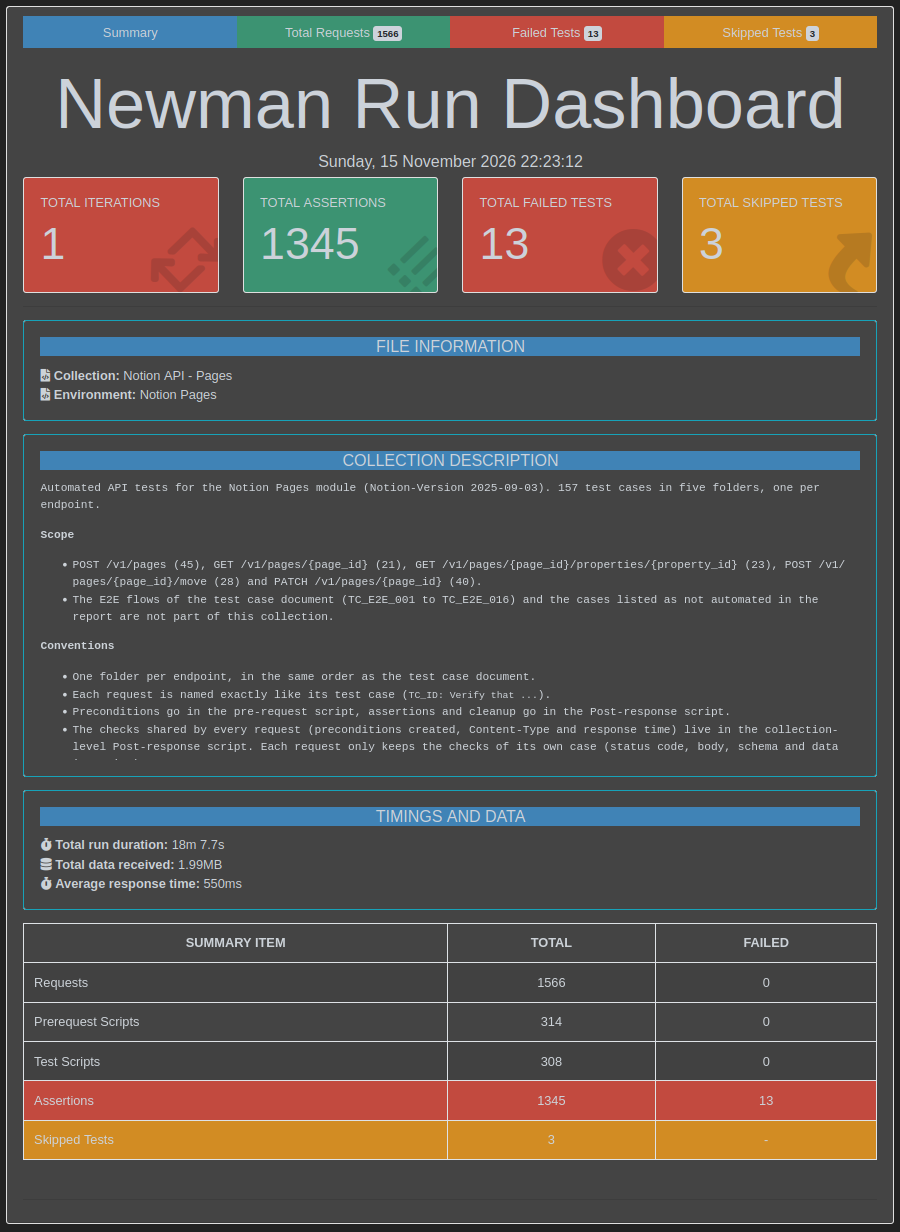 Summary
Total Requests 1566
Failed Tests 13
Skipped Tests 3
Newman Run Dashboard
Sunday, 15 November 2026 22:23:12
TOTAL ITERATIONS
1
TOTAL ASSERTIONS
1345
TOTAL FAILED TESTS
13
TOTAL SKIPPED TESTS
3
FILE INFORMATION
Collection: Notion API - Pages
Environment: Notion Pages
COLLECTION DESCRIPTION
Automated API tests for the Notion Pages module (Notion-Version 2025-09-03). 157 test cases in five folders, one per
endpoint.
Scope
• POST /v1/pages (45), GET /v1/pages/{page_id} (21), GET /v1/pages/{page_id}/properties/{property_id} (23), POST /v1/
pages/{page_id}/move (28) and PATCH /v1/pages/{page_id} (40).
• The E2E flows of the test case document (TC_E2E_001 to TC_E2E_016) and the cases listed as not automated in the
report are not part of this collection.
Conventions
• One folder per endpoint, in the same order as the test case document.
• Each request is named exactly like its test case (TC_ID: Verify that ...).
• Preconditions go in the pre-request script, assertions and cleanup go in the Post-response script.
• The checks shared by every request (preconditions created, Content-Type and response time) live in the collection-
level Post-response script. Each request only keeps the checks of its own case (status code, body, schema and data
TIMINGS AND DATA
Total run duration: 18m 7.7s
Total data received: 1.99MB
Average response time: 550ms
SUMMARY ITEM TOTAL FAILED
Requests 1566 0
Prerequest Scripts 314 0
Test Scripts 308 0
Assertions 1345 13
Skipped Tests 3 -